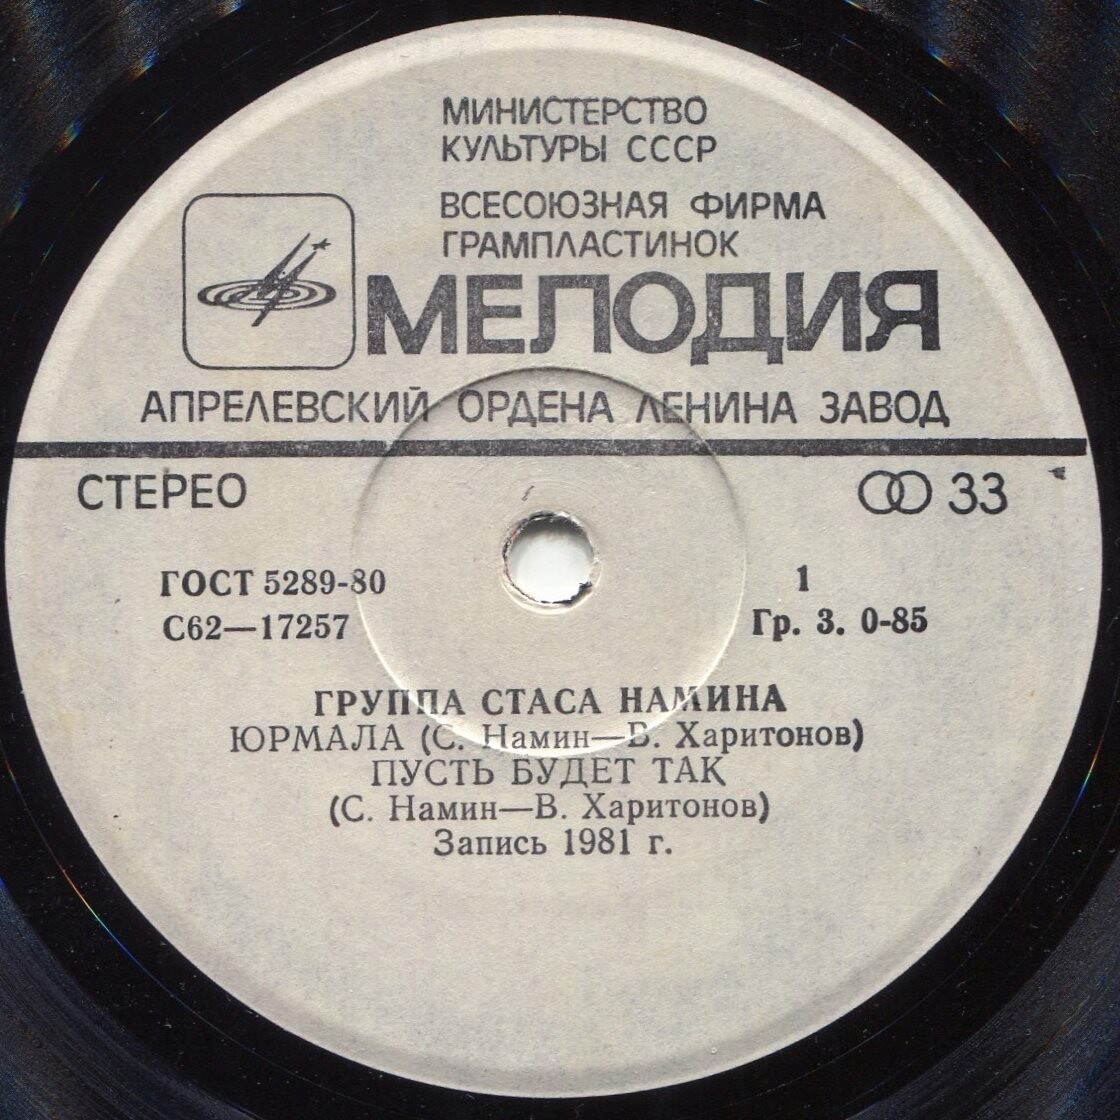 МИНИСТЕРСТВО
КУЛЬТУРЫ СССР
ВСЕСОЮЗНАЯ ФИРМА
ГРАМПЛАСТИНОК
МЕЛОДИЯ
АПРЕЛЕВСКИЙ ОРДЕНА ЛЕНИНА ЗАВОД
СТЕРЕО 33
ГОСТ 5289-80 1
С62—17257 Гр. 3. 0-85
ГРУППА СТАСА НАМИНА
ЮРМАЛА (С. Намин—В. Харитонов)
ПУСТЬ БУДЕТ ТАК
(С. Намин—В. Харитонов)
Запись 1981 г.